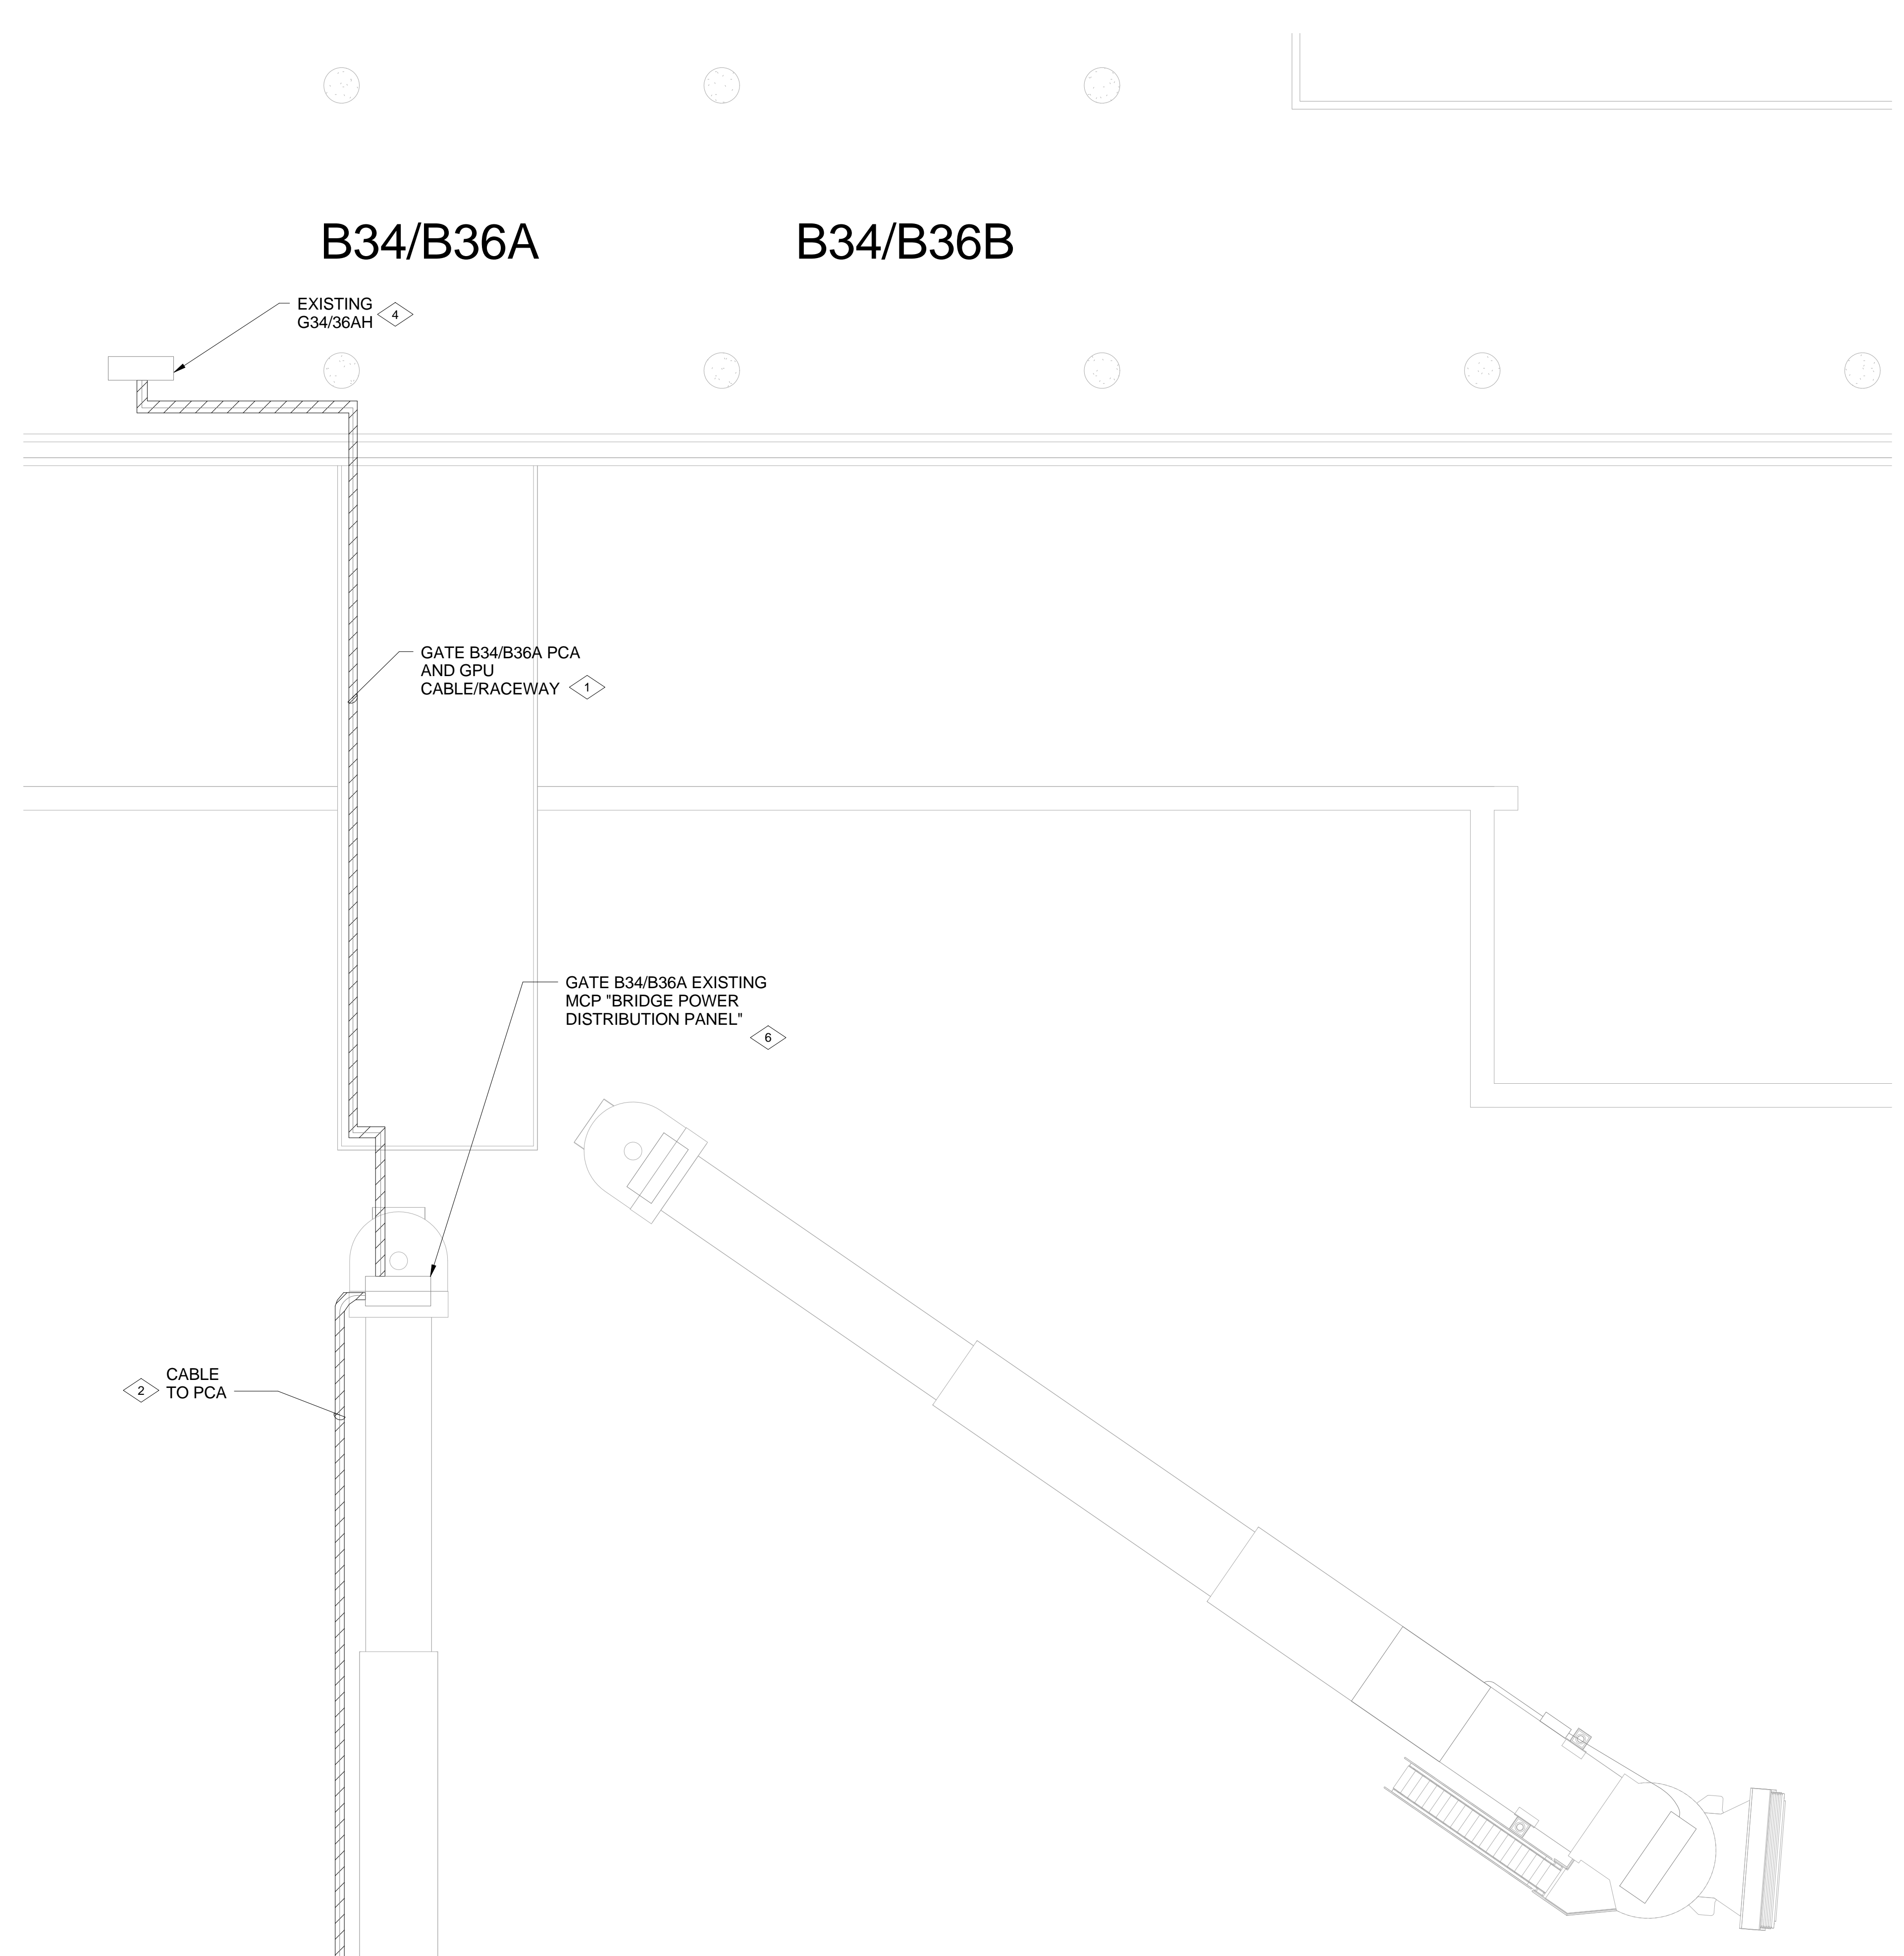 B34/B36A
B34/B36B
EXISTING
G34/36AH
4
GATE B34/B36A PCA
AND GPU
CABLE/RACEWAY
1
GATE B34/B36A EXISTING
MCP "BRIDGE POWER
DISTRIBUTION PANEL"
6
CABLE
TO PCA
2